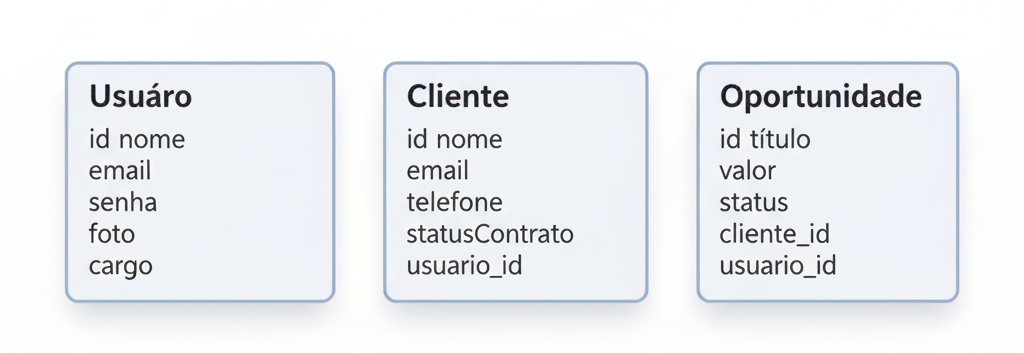 Usuáro
id nome
email
senha
foto
cargo
Cliente
id nome
email
telefone
statusContrato
usuario_id
Oportunidade
id título
valor
status
cliente_id
usuario_id